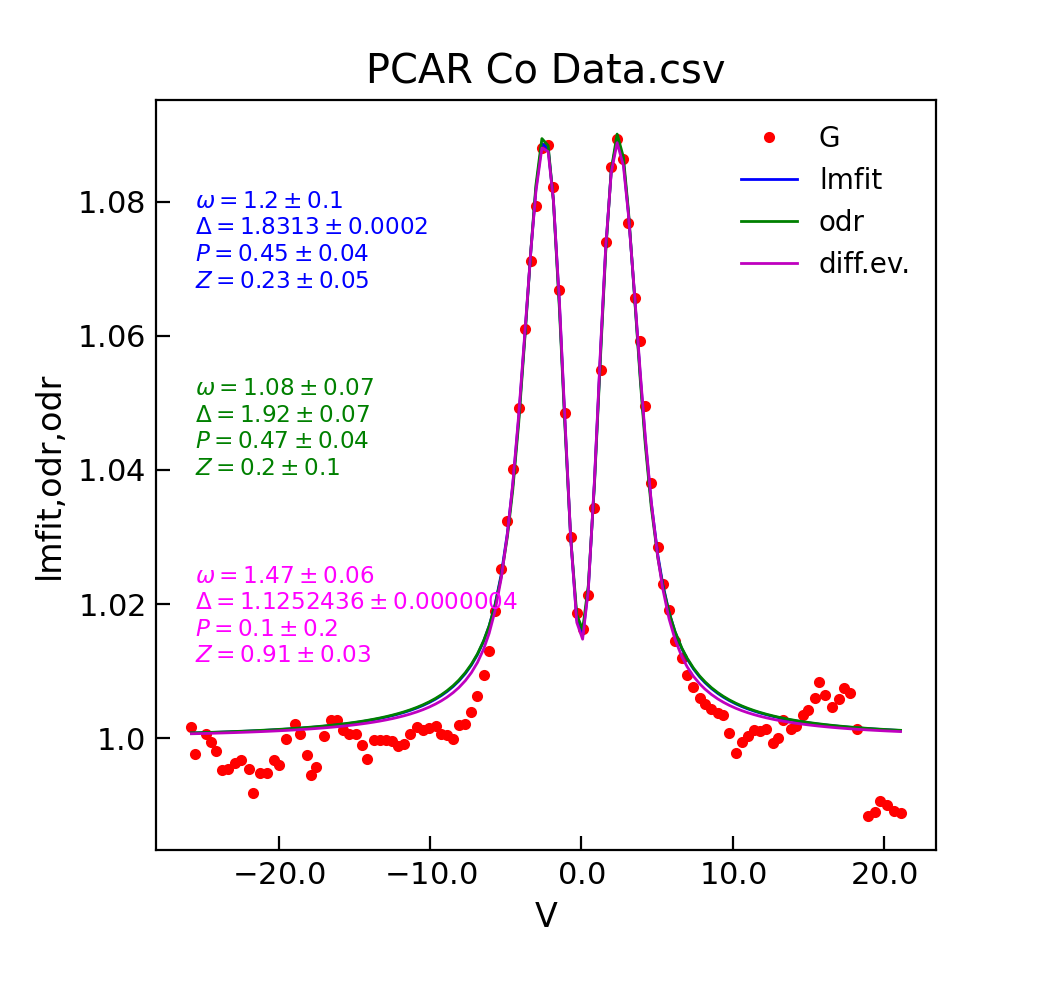 PCAR Co Data.csv
G
lmfit
odr
diff.ev.
ω = 1.2 ± 0.1
Δ = 1.8313 ± 0.0002
P = 0.45 ± 0.04
Z = 0.23 ± 0.05
ω = 1.08 ± 0.07
Δ = 1.92 ± 0.07
P = 0.47 ± 0.04
Z = 0.2 ± 0.1
ω = 1.47 ± 0.06
Δ = 1.1252436 ± 0.0000004
P = 0.1 ± 0.2
Z = 0.91 ± 0.03
lmfit,odr,odr
1.08
1.06
1.04
1.02
1.0
−20.0
−10.0
0.0
10.0
20.0
V